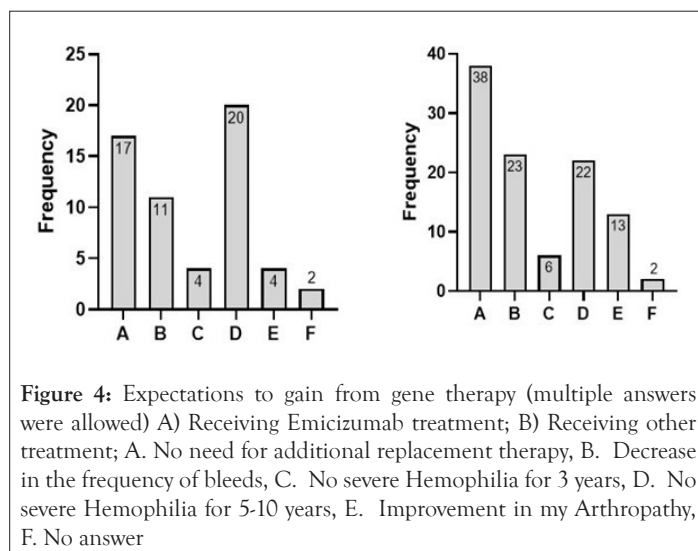 25
20
15
10
5
0
Frequency
17
11
4
20
4
2
A B C D E F
40
30
20
10
0
Frequency
38
23
6
22
13
2
A B C D E F
Figure 4: Expectations to gain from gene therapy (multiple answers
were allowed) A) Receiving Emicizumab treatment; B) Receiving other
treatment; A. No need for additional replacement therapy, B. Decrease
in the frequency of bleeds, C. No severe Hemophilia for 3 years, D. No
severe Hemophilia for 5-10 years, E. Improvement in my Arthropathy,
F. No answer